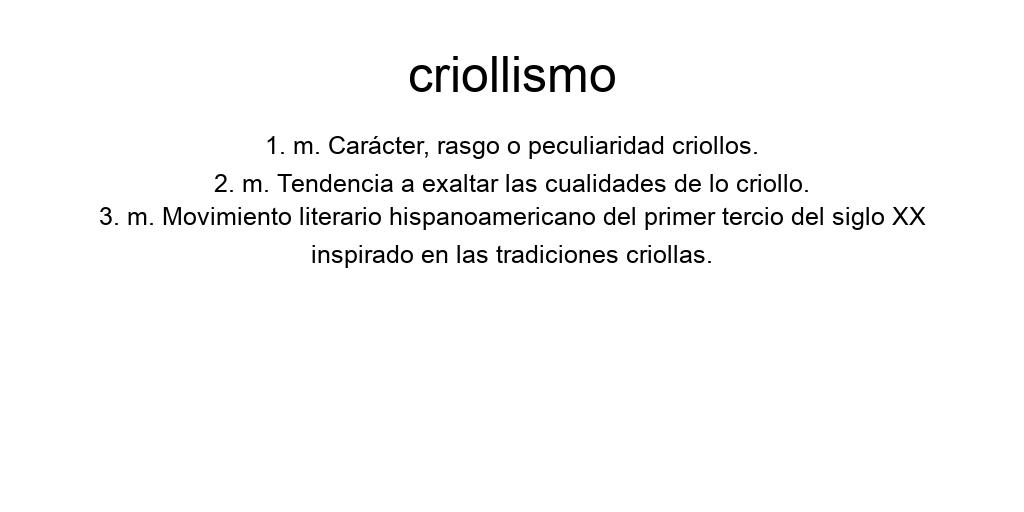 criollismo
1. m. Carácter, rasgo o peculiaridad criollos.
2. m. Tendencia a exaltar las cualidades de lo criollo.
3. m. Movimiento literario hispanoamericano del primer tercio del siglo XX
inspirado en las tradiciones criollas.